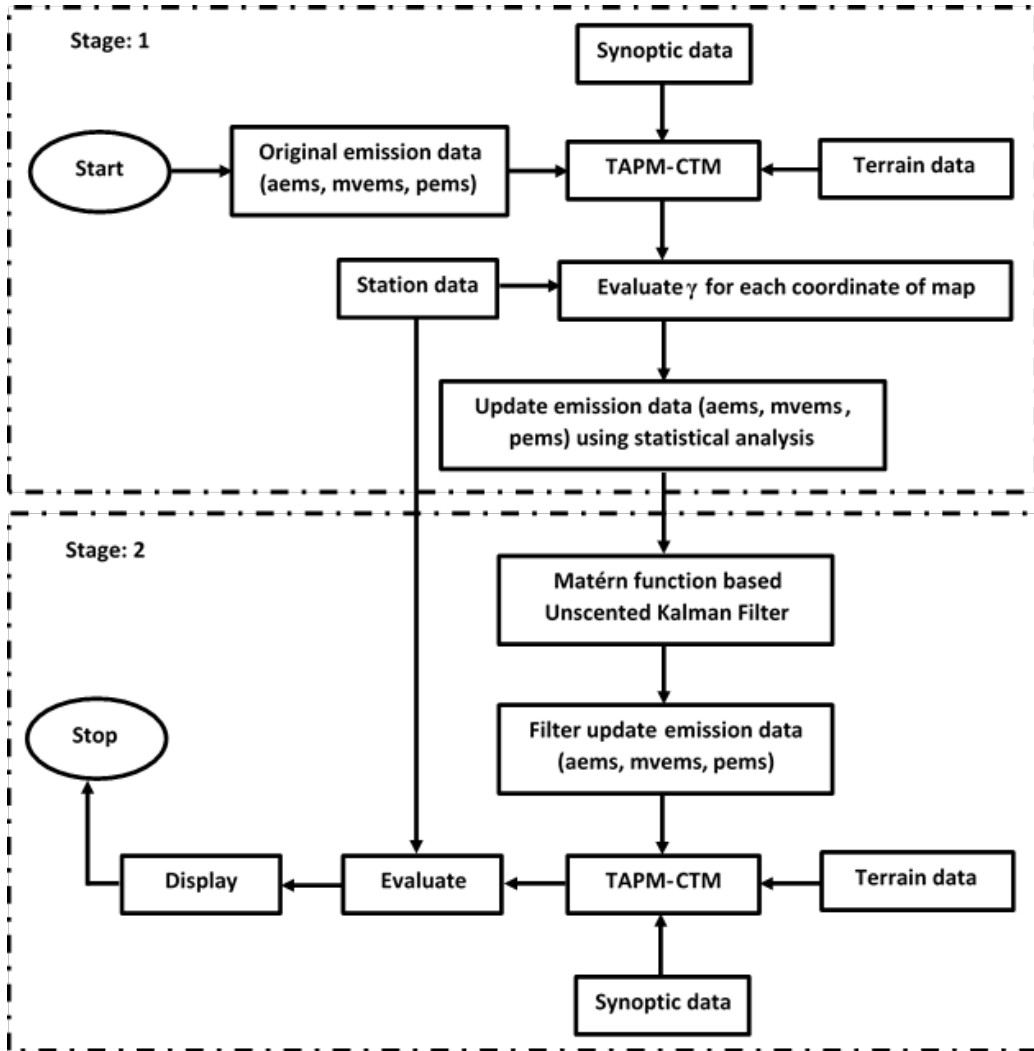 Stage: 1
Synoptic data
Start
Original emission data
(aems, mvems, pems)
TAPM-CTM
Terrain data
Station data
Evaluate γ for each coordinate of map
Update emission data (aems, mvems,
pems) using statistical analysis
Stage: 2
Matérn function based
Unscented Kalman Filter
Stop
Filter update emission data
(aems, mvems, pems)
Display
Evaluate
TAPM-CTM
Terrain data
Synoptic data